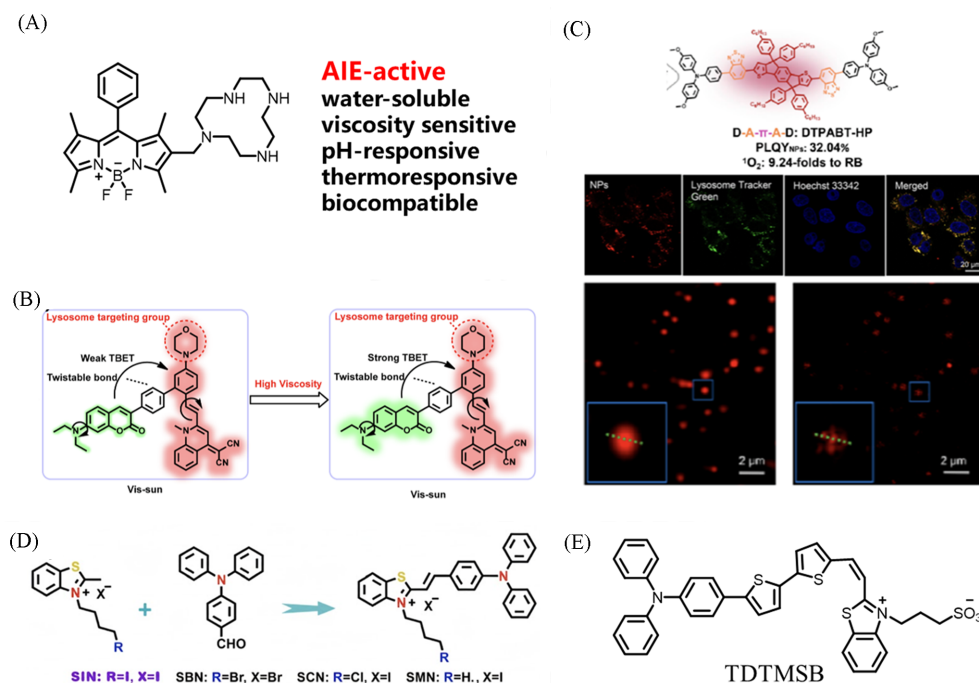 (A)
NH
HN
N
NH
N
+
N
B
-
F
F
AIE-active
water-soluble
viscosity sensitive
pH-responsive
thermoresponsive
biocompatible
(B)
Lysosome targeting group
O
N
Weak TBET
Twistable bond
N
O
O
N
CN
CN
Vis-sun
High Viscosity
Lysosome targeting group
O
N
Strong TBET
Twistable bond
N
O
O
N
CN
CN
Vis-sun
(C)
D-A-π-A-D: DTPABT-HP
PLQYNPs: 32.04%
¹O₂: 9.24-folds to RB
NPs
Lysosome Tracker
Green
Hoechst 33342
Merged
20 μm
2 μm
2 μm
(D)
S
N
+ X⁻
R
+
N
CHO
S
N
+ X⁻
N
R
SIN: R=I, X=I
SBN: R=Br, X=Br
SCN: R=Cl, X=I
SMN: R=H., X=I
(E)
N
S
S
S
N
+
SO₃
-
TDTMSB